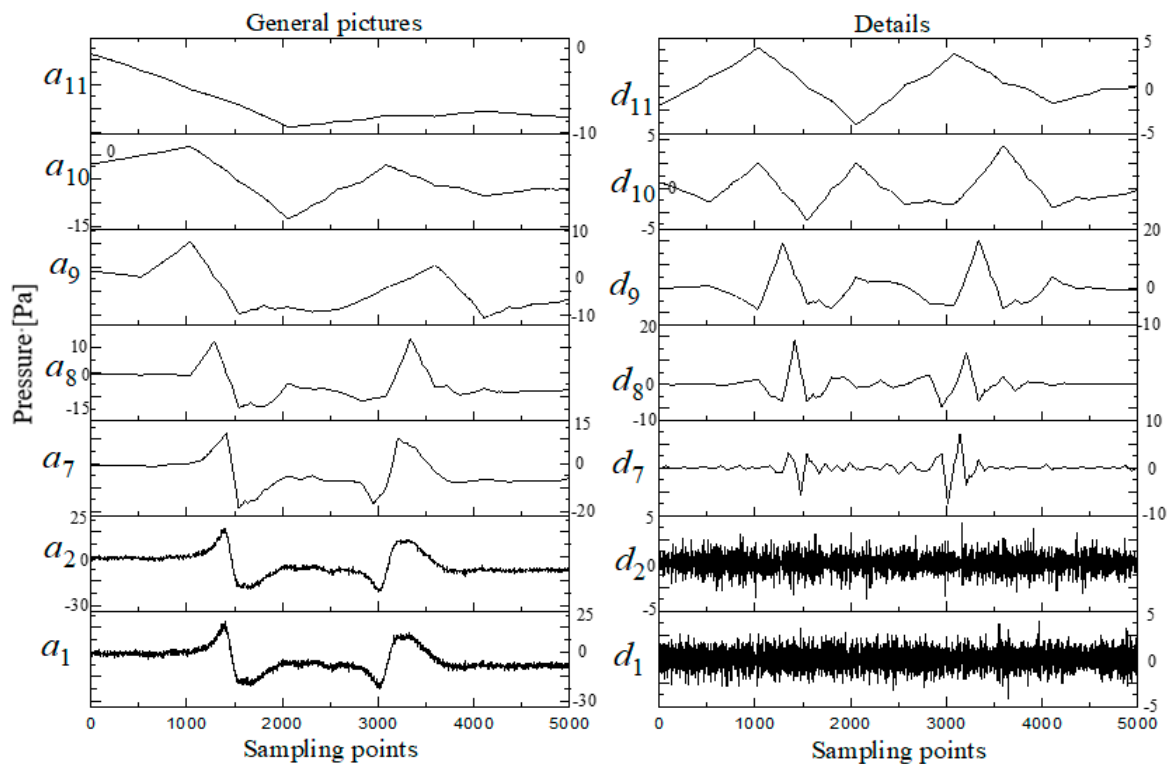 General pictures
Details
Pressure·[Pa]
a11
0
-10
a10
0
-15
a9
10
0
-10
a8
10
0
-15
a7
15
0
-20
a2
25
0
-30
a1
25
0
-30
0 1000 2000 3000 4000 5000
Sampling points
d11
5
0
-5
d10
5
0
-5
d9
20
0
-10
d8
20
0
-10
d7
10
0
-10
d2
5
0
-5
d1
5
0
-5
0 1000 2000 3000 4000 5000
Sampling points